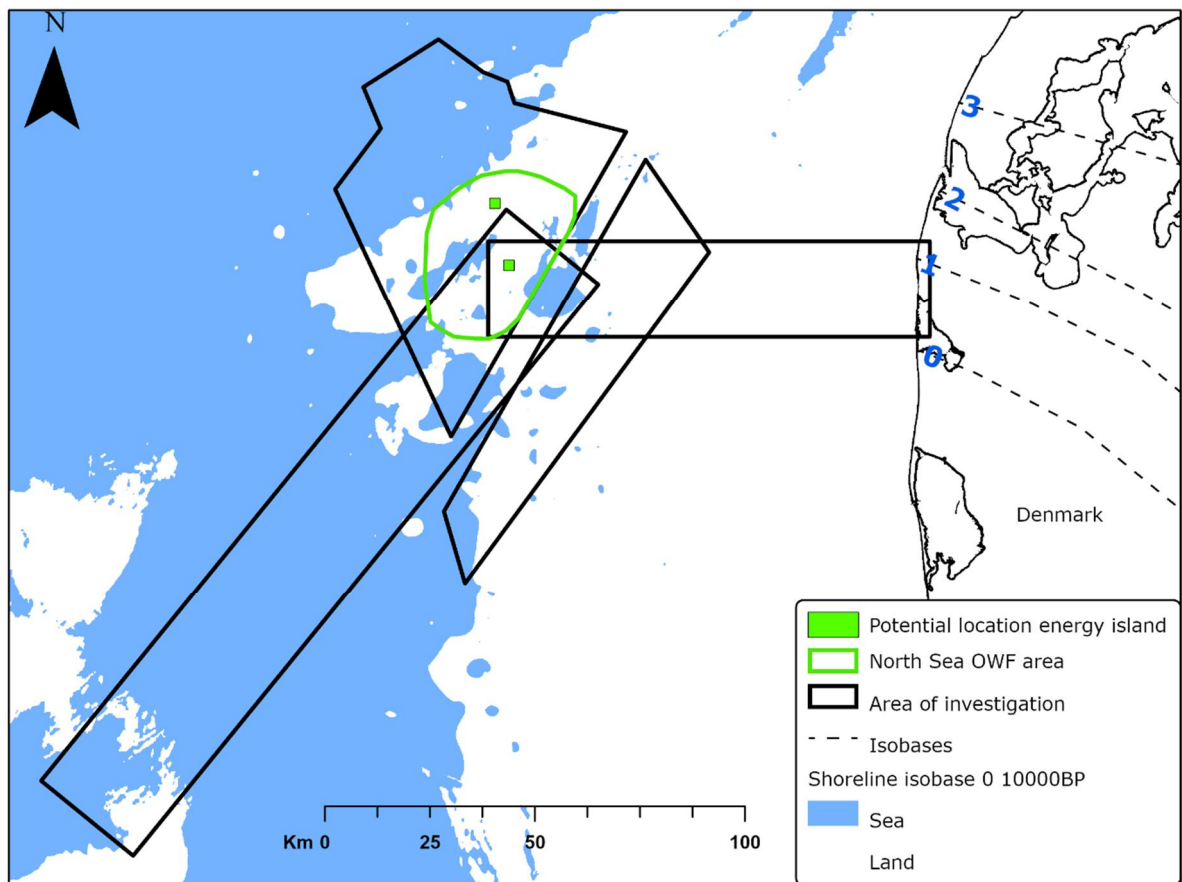 N
3
2
1
0
Denmark
Potential location energy island
North Sea OWF area
Area of investigation
Isobases
Shoreline isobase 0 10000BP
Sea
Land
Km 0 25 50 100